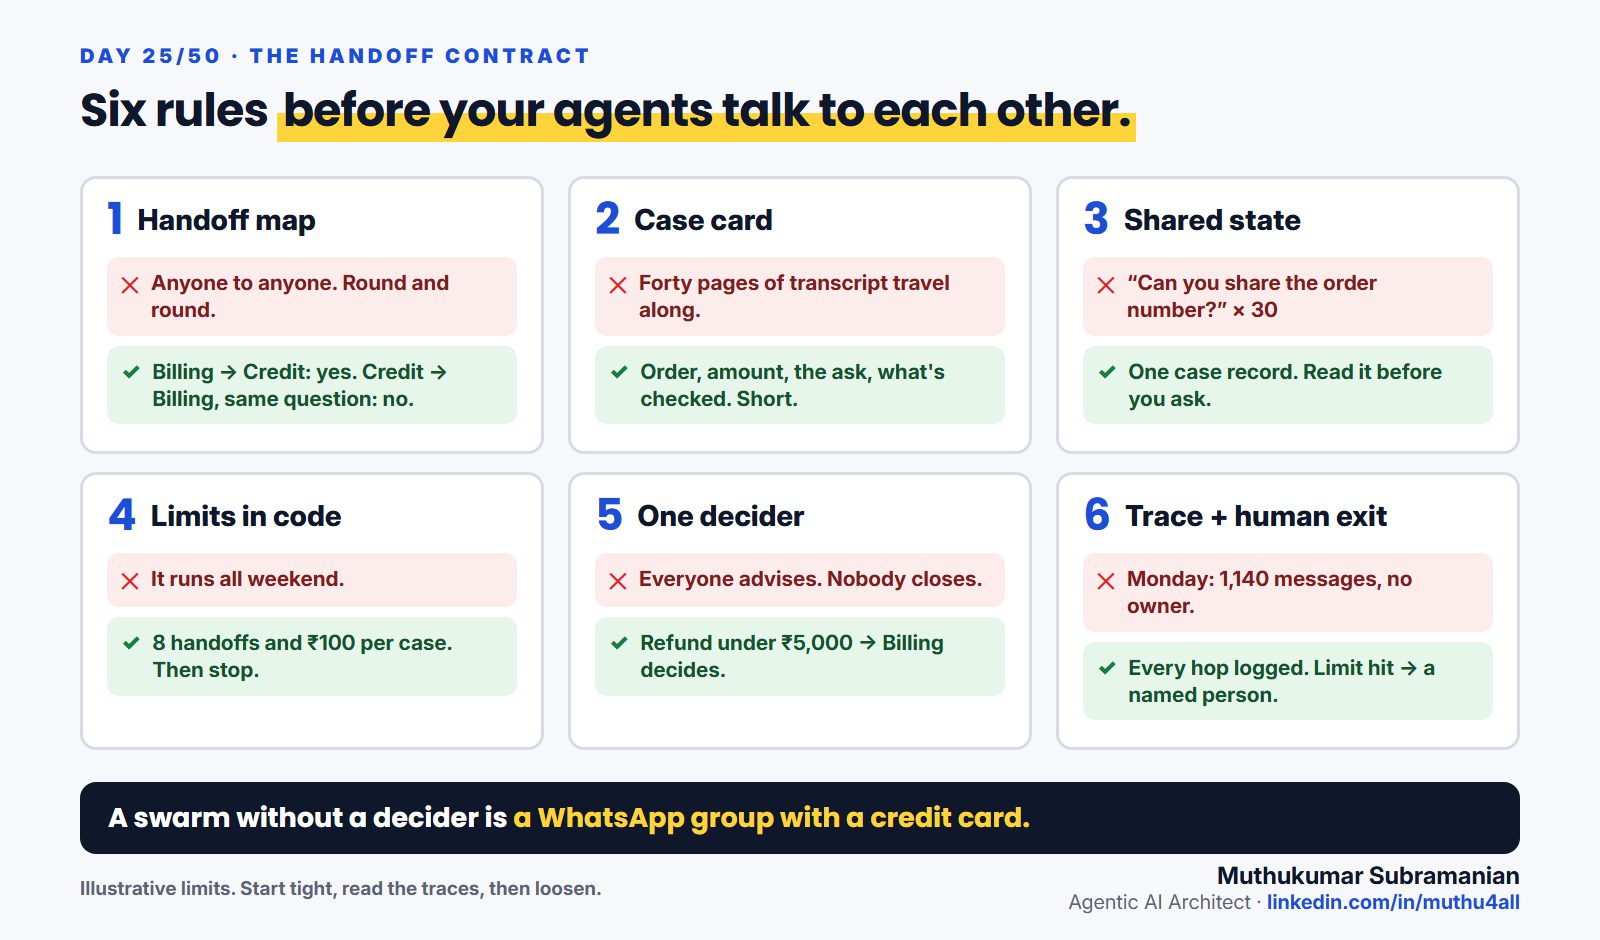 DAY 25/50 · THE HANDOFF CONTRACT
Six rules before your agents talk to each other.
1 Handoff map
✕ Anyone to anyone. Round and
round.
✓ Billing → Credit: yes. Credit →
Billing, same question: no.
2 Case card
✕ Forty pages of transcript travel
along.
✓ Order, amount, the ask, what's
checked. Short.
3 Shared state
✕ “Can you share the order
number?” × 30
✓ One case record. Read it before
you ask.
4 Limits in code
✕ It runs all weekend.
✓ 8 handoffs and ₹100 per case.
Then stop.
5 One decider
✕ Everyone advises. Nobody closes.
✓ Refund under ₹5,000 → Billing
decides.
6 Trace + human exit
✕ Monday: 1,140 messages, no
owner.
✓ Every hop logged. Limit hit → a
named person.
A swarm without a decider is a WhatsApp group with a credit card.
Illustrative limits. Start tight, read the traces, then loosen.
Muthukumar Subramanian
Agentic AI Architect · linkedin.com/in/muthu4all